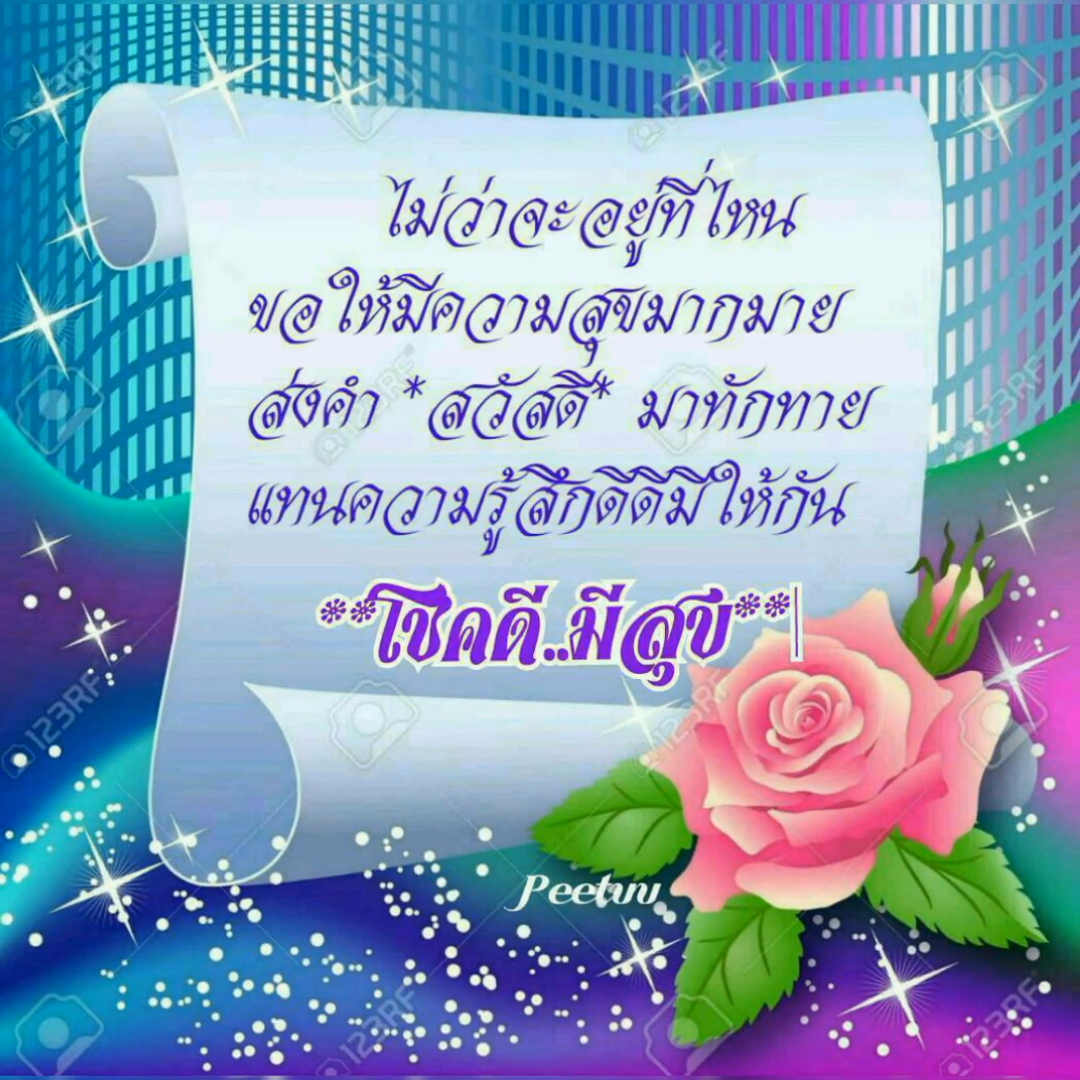 ไม่ว่าจะอยู่ที่ไหน
ขอให้มีความสุขมากมาย
ส่งคำ *สวัสดี* มาทักทาย
แทนความรู้สึกดีดีมีให้กัน
**โชคดี..มีสุข**|
Peetuu
123RF